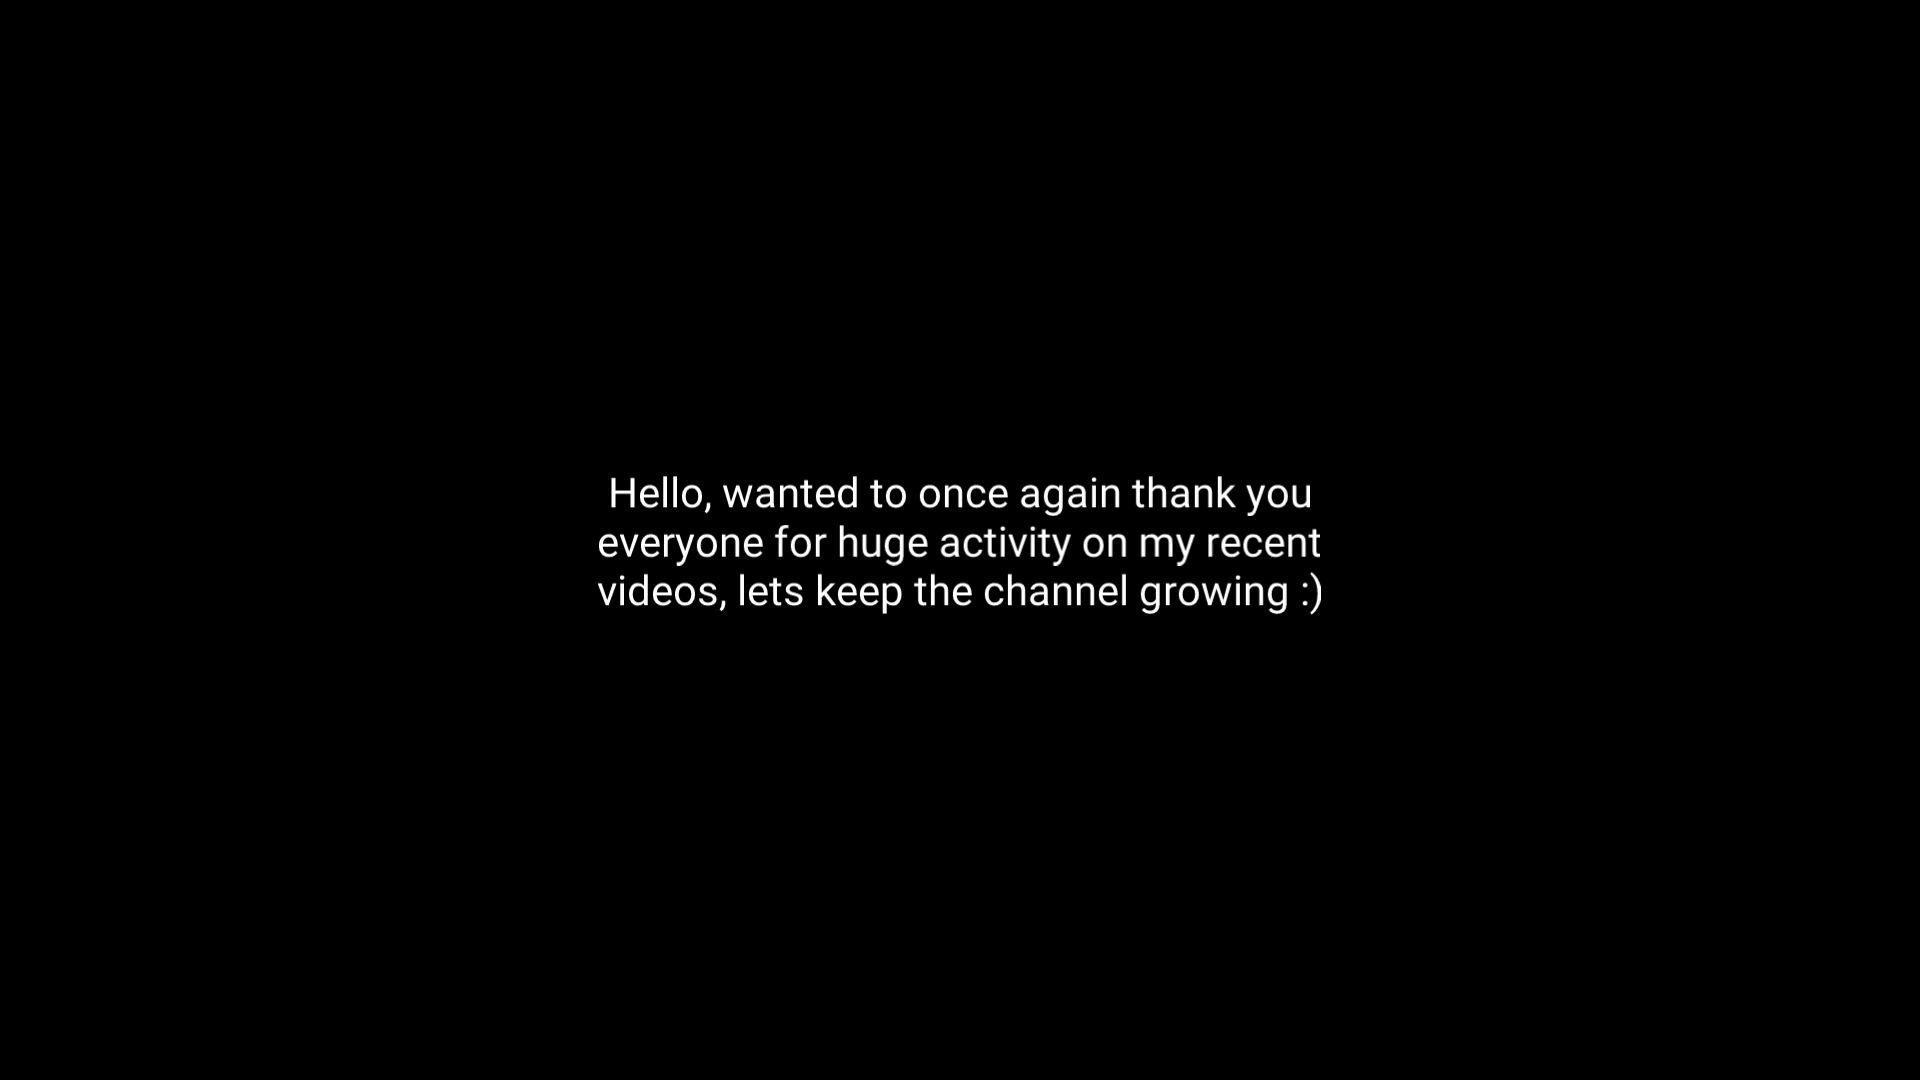 Hello, wanted to once again thank you
everyone for huge activity on my recent
videos, lets keep the channel growing :)